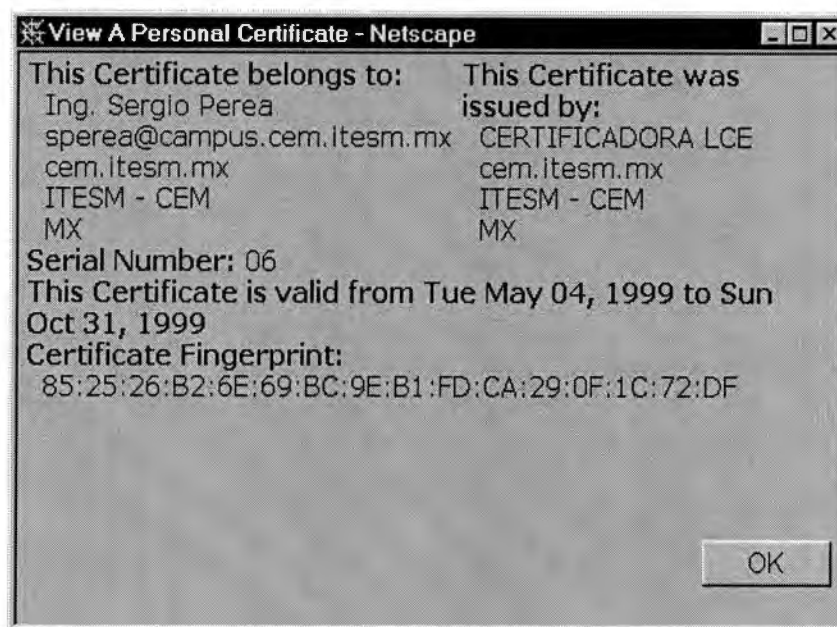 View A Personal Certificate - Netscape
This Certificate belongs to:
Ing. Sergio Perea
sperea@campus.cem.itesm.mx
cem.itesm.mx
ITESM - CEM
MX
This Certificate was
issued by:
CERTIFICADORA LCE
cem.itesm.mx
ITESM - CEM
MX
Serial Number: 06
This Certificate is valid from Tue May 04, 1999 to Sun
Oct 31, 1999
Certificate Fingerprint:
85:25:26:B2:6E:69:BC:9E:B1:FD:CA:29:0F:1C:72:DF
OK